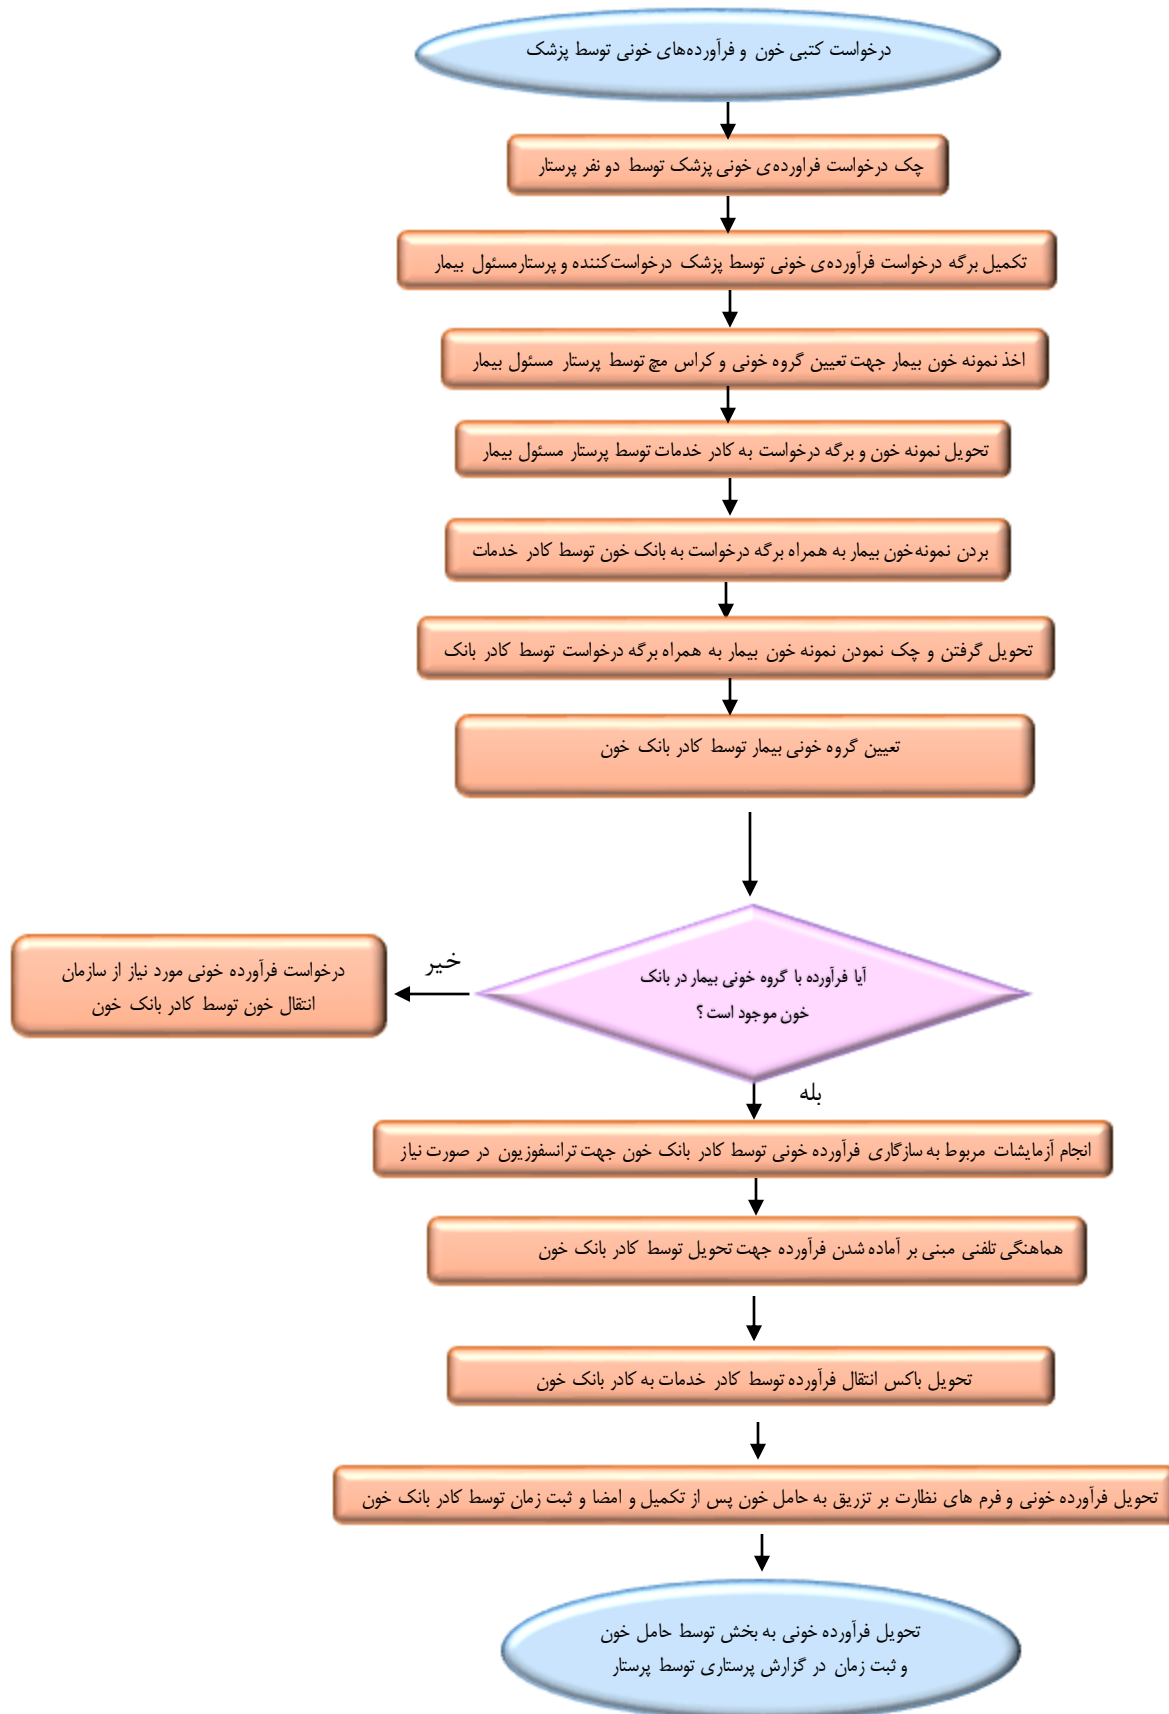 درخواست کتبی خون و فرآورده‌های خونی توسط پزشک
چک درخواست فراورده‌ی خونی پزشک توسط دو نفر پرستار
تکمیل برگه درخواست فرآورده‌ی خونی توسط پزشک درخواست‌کننده و پرستارمسئول بیمار
اخذ نمونه خون بیمار جهت تعیین گروه خونی و کراس مچ توسط پرستار مسئول بیمار
تحویل نمونه خون و برگه درخواست به کادر خدمات توسط پرستار مسئول بیمار
بردن نمونه‌خون بیمار به همراه برگه درخواست به بانک خون توسط کادر خدمات
تحویل گرفتن و چک نمودن نمونه خون بیمار به همراه برگه درخواست توسط کادر بانک
تعیین گروه خونی بیمار توسط کادر بانک خون
آیا فرآورده با گروه خونی بیمار در بانک
خون موجود است ؟
خیر
درخواست فرآورده خونی مورد نیاز از سازمان
انتقال خون توسط کادر بانک خون
بله
انجام آزمایشات مربوط به سازگاری فرآورده خونی توسط کادر بانک خون جهت ترانسفوزیون در صورت نیاز
هماهنگی تلفنی مبنی بر آماده شدن فرآورده جهت تحویل توسط کادر بانک خون
تحویل باکس انتقال فرآورده توسط کادر خدمات به کادر بانک خون
تحویل فرآورده خونی و فرم های نظارت بر تزریق به حامل خون پس از تکمیل و امضا و ثبت زمان توسط کادر بانک خون
تحویل فرآورده خونی به بخش توسط حامل خون
و ثبت زمان در گزارش پرستاری توسط پرستار